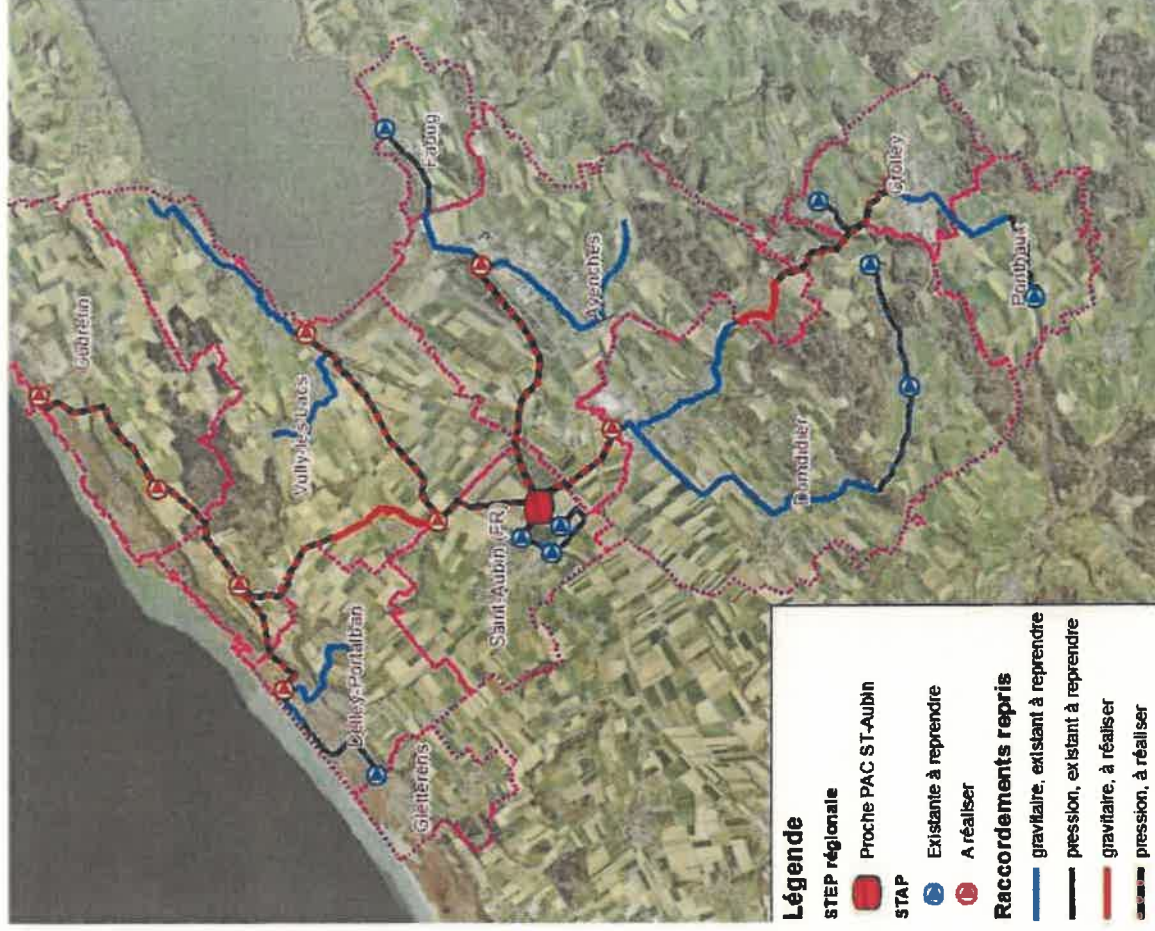 Cudrefin
Vully-les-Lacs
Faoug
Avenches
Delley-Portalban
Gletterens
Saint-Aubin (FR)
Domdidier
Grolley
Ponthaux
Légende
STEP régionale
Proche PAC ST-Aubin
STAP
Existante à reprendre
A réaliser
Raccordements repris
gravitaire, existant à reprendre
pression, existant à reprendre
gravitaire, à réaliser
pression, à réaliser